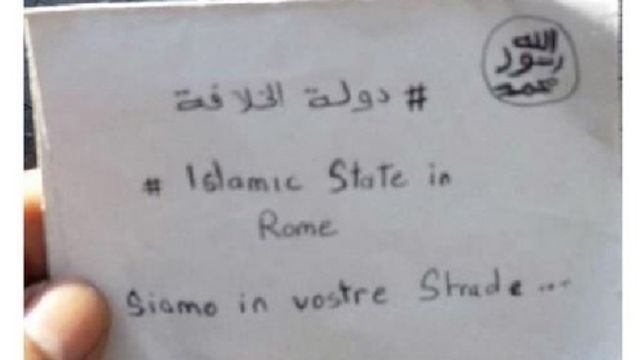 الله
رسول
محمد
# دولة الخلافة
# Islamic State in
Rome
Siamo in vostre Strade...